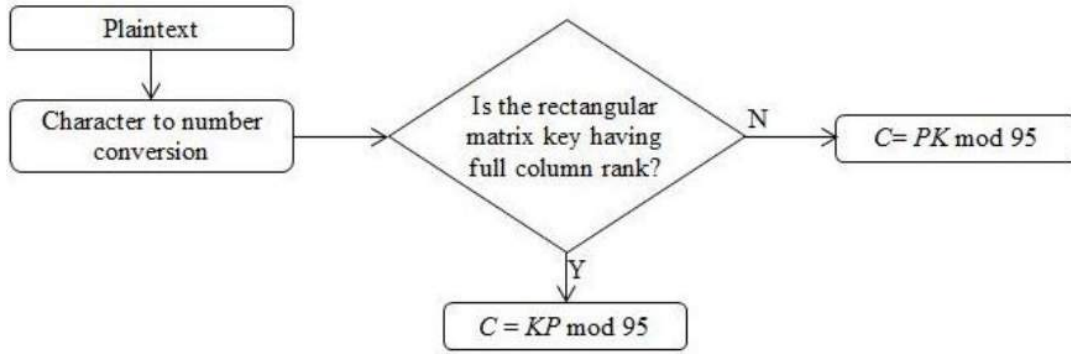 Plaintext
Character to number
conversion
Is the rectangular
matrix key having
full column rank?
N
C= PK mod 95
Y
C = KP mod 95